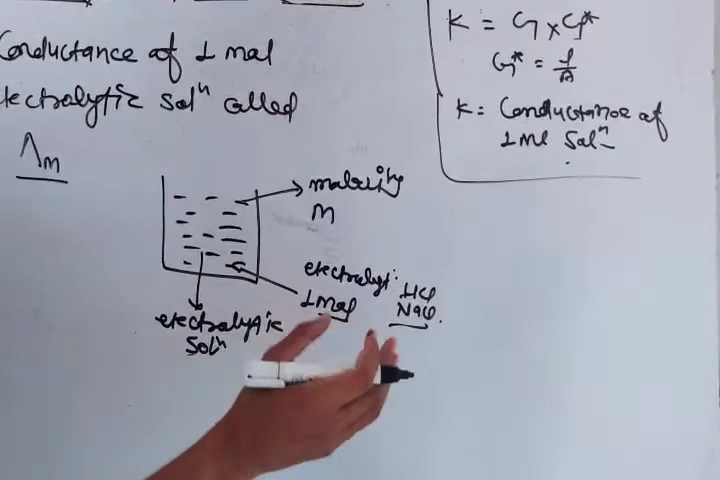 Conductance of 1 mol
electrolytic solⁿ called
Λm
K = G × G*
G* = l/A
K = Conductance of
1 ml solⁿ
molarity
M
electrolyt.
1 mol
HCl
NaCl.
electrolytic
Solⁿ